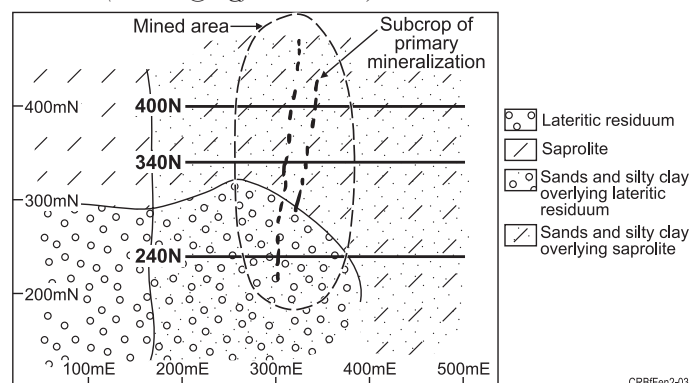 Mined area
Subcrop of
primary
mineralization
400mN
400N
340N
300mN
240N
200mN
100mE
200mE
300mE
400mE
500mE
Lateritic residuum
Saprolite
Sands and silty clay
overlying lateritic
residuum
Sands and silty clay
overlying saprolite
CRBfFen2-03